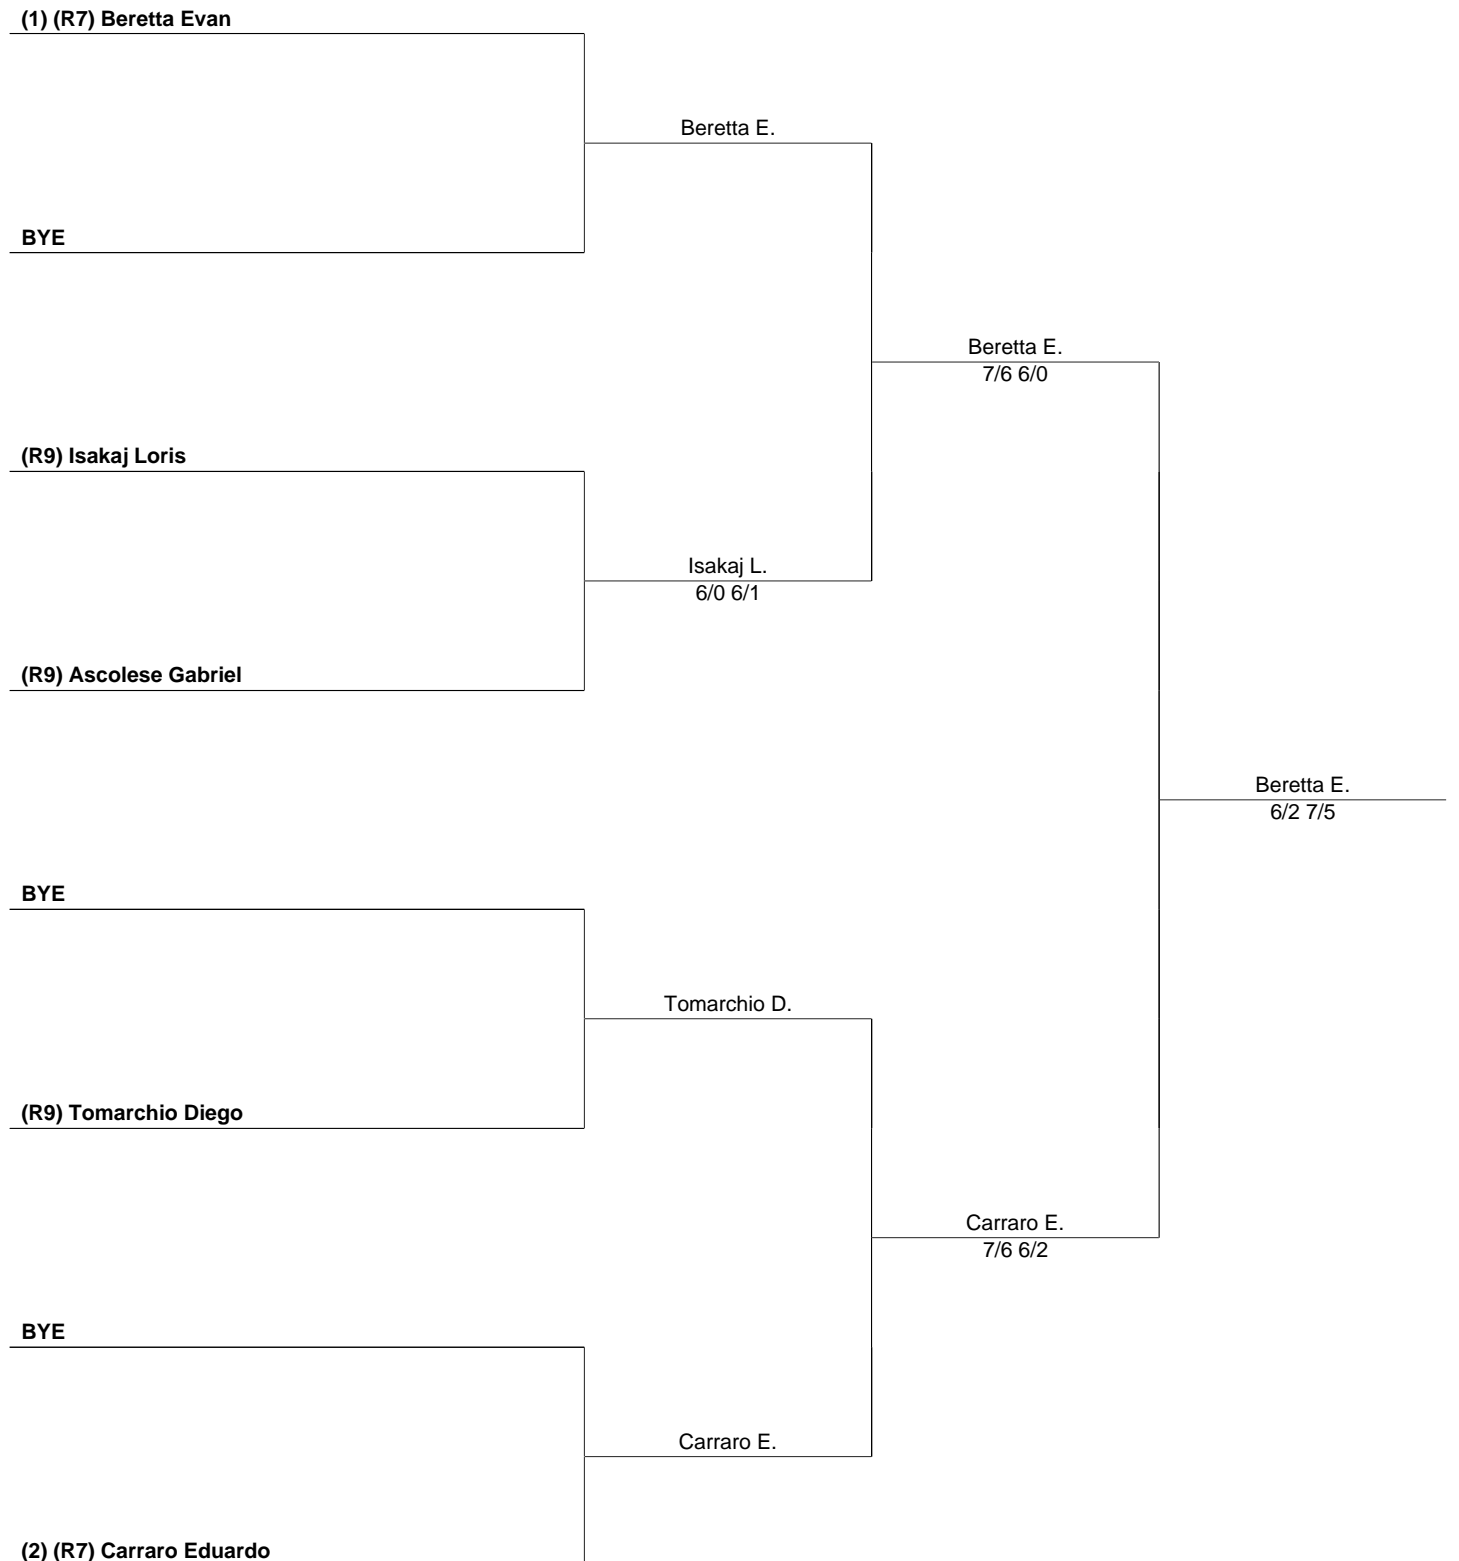 (1) (R7) Beretta Evan
Beretta E.
BYE
Beretta E.
7/6 6/0
(R9) Isakaj Loris
Isakaj L.
6/0 6/1
(R9) Ascolese Gabriel
Beretta E.
6/2 7/5
BYE
Tomarchio D.
(R9) Tomarchio Diego
Carraro E.
7/6 6/2
BYE
Carraro E.
(2) (R7) Carraro Eduardo